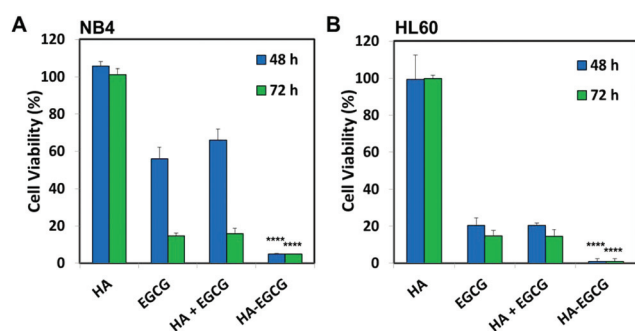 A NB4
120
100
80
60
40
20
0
Cell Viability (%)
48 h
72 h
****
****
HA
EGCG
HA + EGCG
HA-EGCG
B HL60
120
100
80
60
40
20
0
Cell Viability (%)
48 h
72 h
****
****
HA
EGCG
HA + EGCG
HA-EGCG